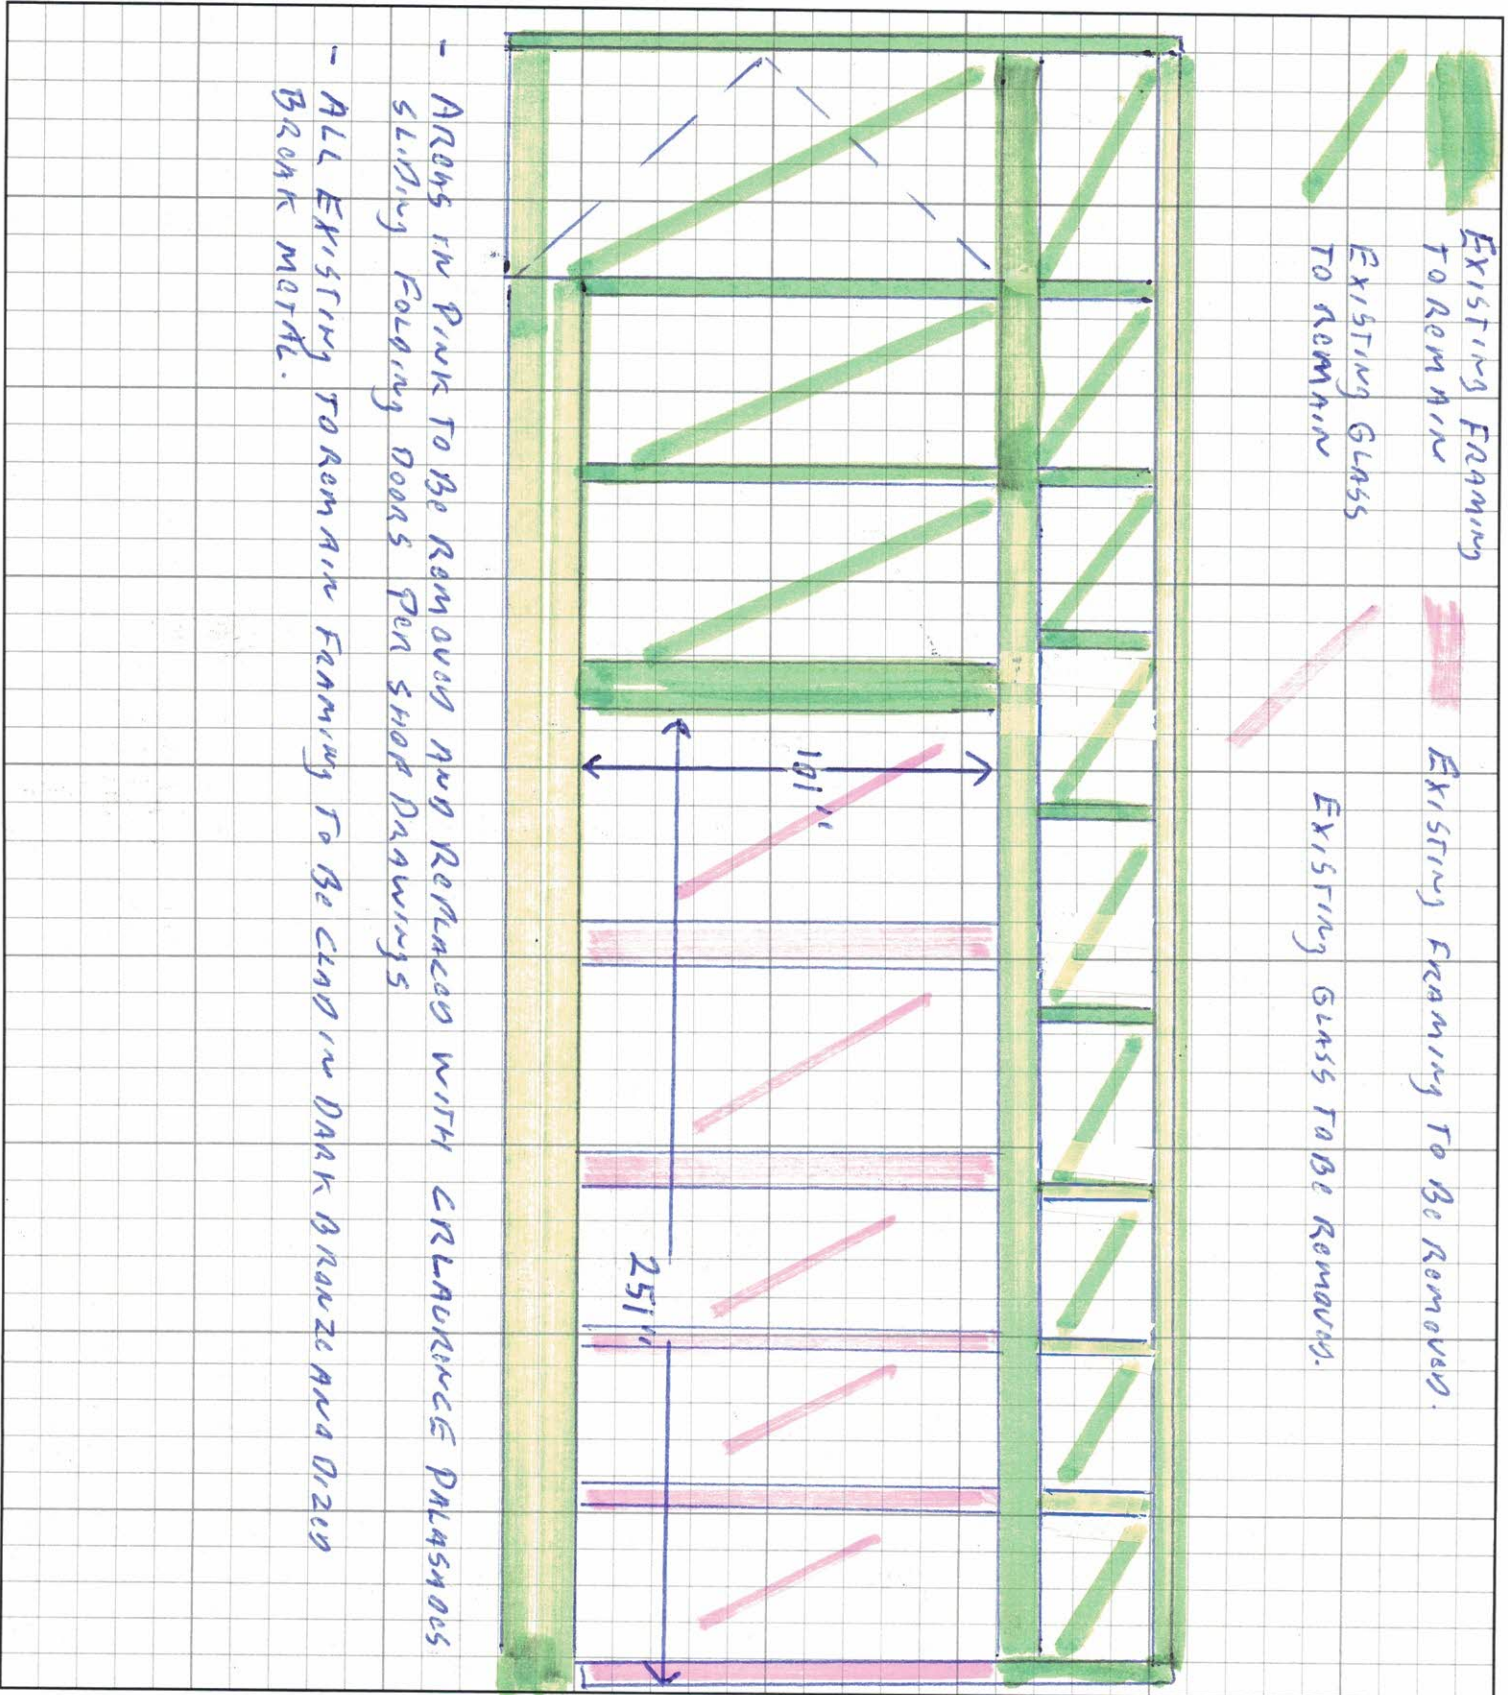 EXISTING FRAMING
TO REMAIN
EXISTING GLASS
TO REMAIN
EXISTING FRAMING TO BE REMOVED.
EXISTING GLASS TO BE REMOVED.
101"
251"
- AREAS IN PINK TO BE REMOVED AND REPLACED WITH CRLAURENCE PALASADES
SLIDING FOLDING DOORS PER SHOP DRAWINGS
- ALL EXISTING TO REMAIN FRAMING TO BE CLAD IN DARK BRONZE ANODIZED
BREAK METAL.